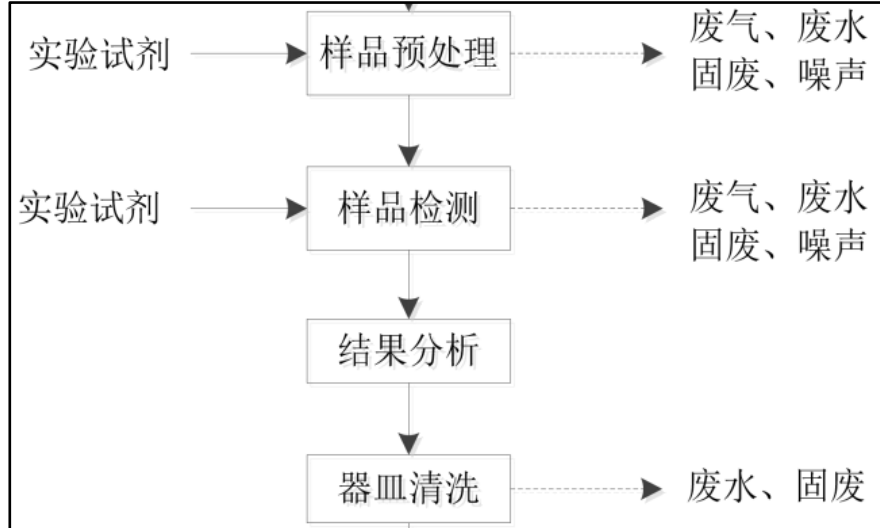 实验试剂
样品预处理
废气、废水
固废、噪声
实验试剂
样品检测
废气、废水
固废、噪声
结果分析
器皿清洗
废水、固废